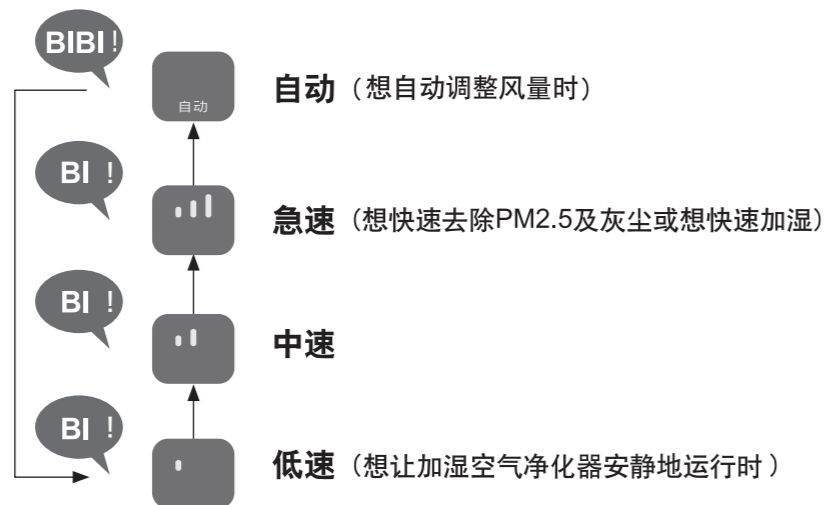 BIBI!
自动
自动（想自动调整风量时）
BI !
急速（想快速去除PM2.5及灰尘或想快速加湿）
BI !
中速
BI !
低速（想让加湿空气净化器安静地运行时）